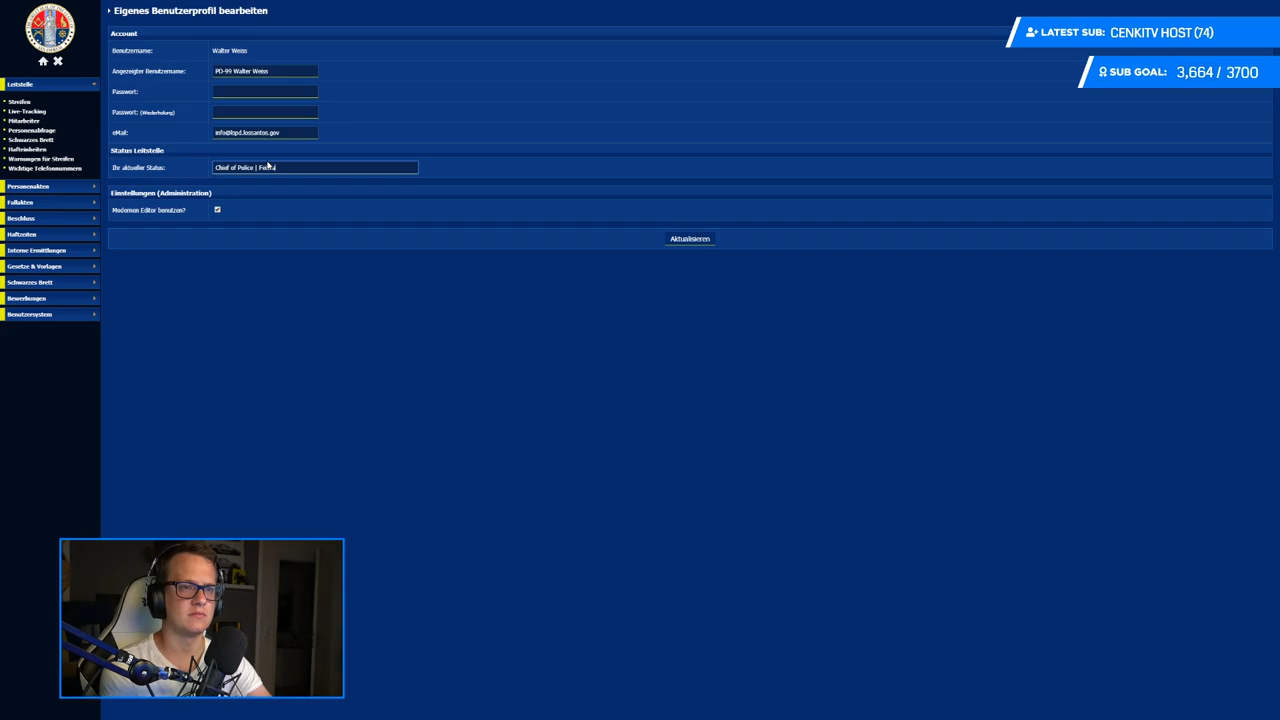 Eigenes Benutzerprofil bearbeiten
LATEST SUB: CENKITV HOST (74)
SUB GOAL: 3,664 / 3700
Account
Benutzername: Walter Weiss
Angezeigter Benutzername: PD-99 Walter Weiss
Passwort:
Passwort: (Wiederholung)
eMail: info@lspd.lossantos.gov
Status Leitstelle
Ihr aktueller Status: Chief of Police |
Einstellungen (Administration)
Modernen Editor benutzen?
Aktualisieren
Leitstelle
Streifen
Live-Tracking
Mitarbeiter
Personenabfrage
Schwarzes Brett
Hafteinheiten
Warnungen für Streifen
Wichtige Telefonnummern
Personenakten
Fallakten
Beschluss
Haftzeiten
Interne Ermittlungen
Gesetze & Vorlagen
Schwarzes Brett
Bewerbungen
Benutzersystem